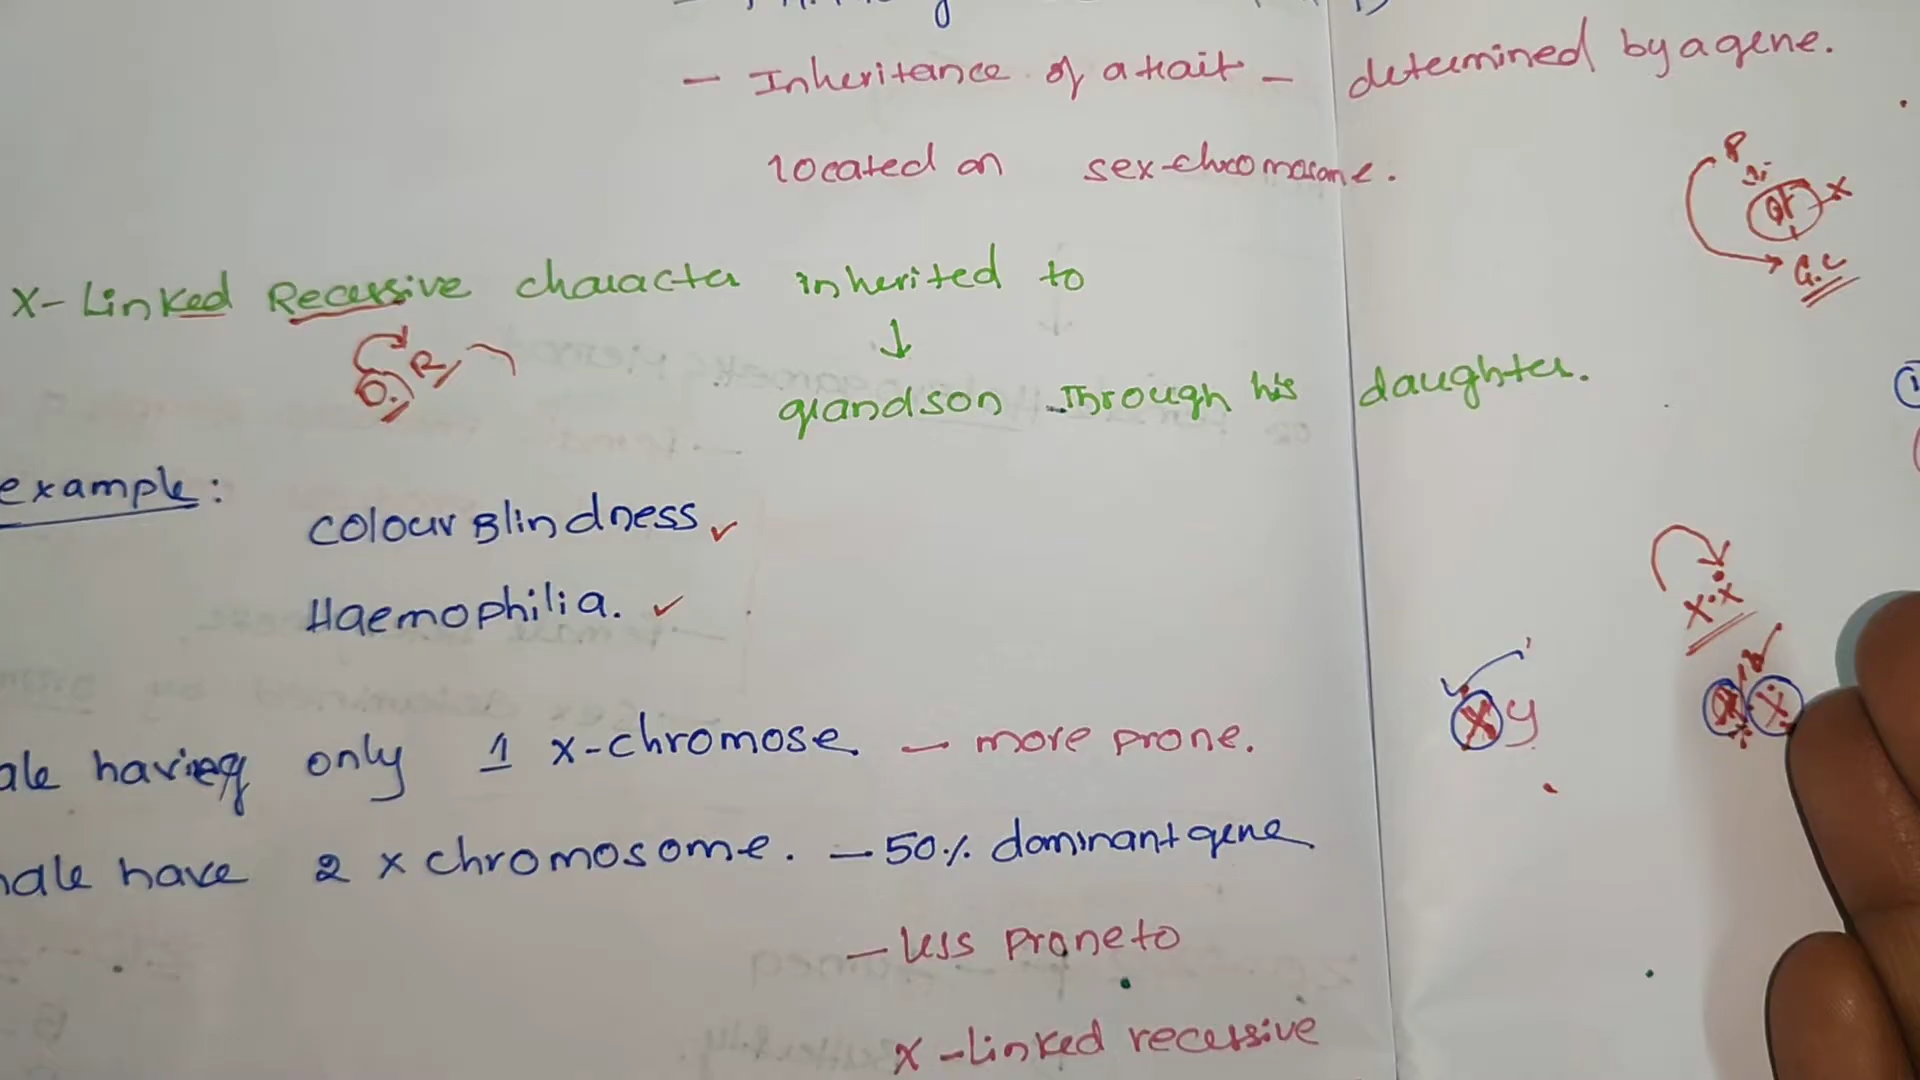 - Inheritance of a trait - determined by a gene.
located on sex-chromosome.
X-Linked Recessive character inherited to
↓
grandson Through his daughter.
example:
colour Blindness ✓
Haemophilia. ✓
ale having only 1 x-chromose. - more prone.
ale have 2 x chromosome. - 50% dominant gene
- less prone to
X-linked recessive
R
X
G.C
X X
X Y